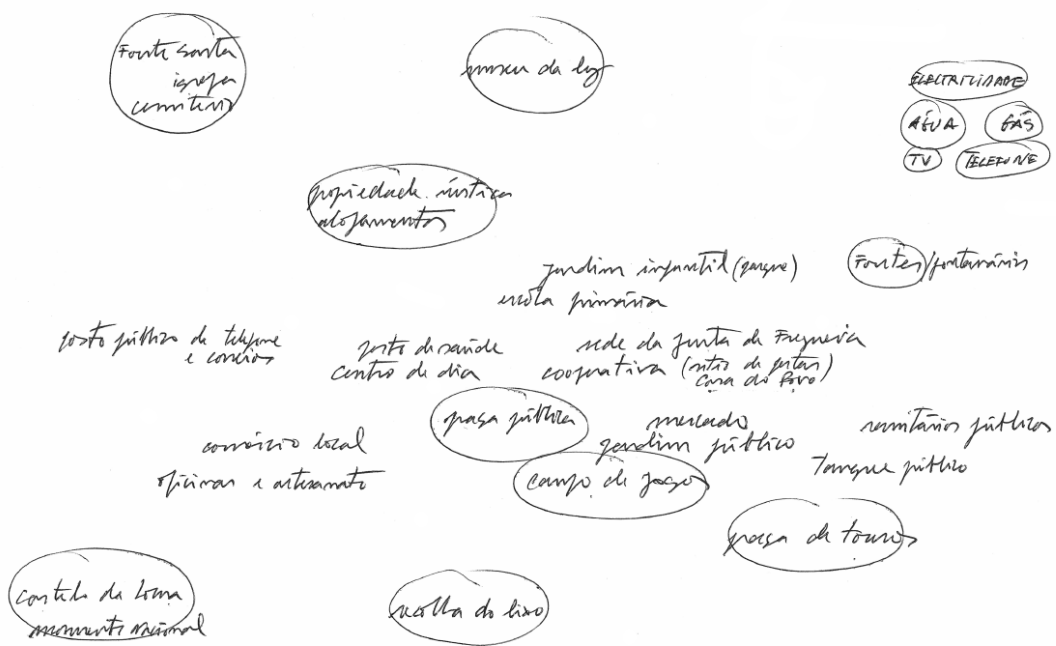 Fonte Santa
igreja
cemitério
museu da luz
ELECTRICIDADE
ÁGUA
GÁS
TV
TELEFONE
propiedade rústica
alojamentos
jardim infantil (parque)
escola primária
Fontes/fontanários
posto público de telefone
e correios
posto de saúde
centro de dia
sede da junta de Freguesia
cooperativa (sítio de festas)
Casa do Povo
praça pública
mercado
jardim público
sanitários públicos
Tanque público
comércio local
oficinas e artesanato
campo de jogos
praça de touros
castelo da Lousa
monumento nacional
recolha do lixo